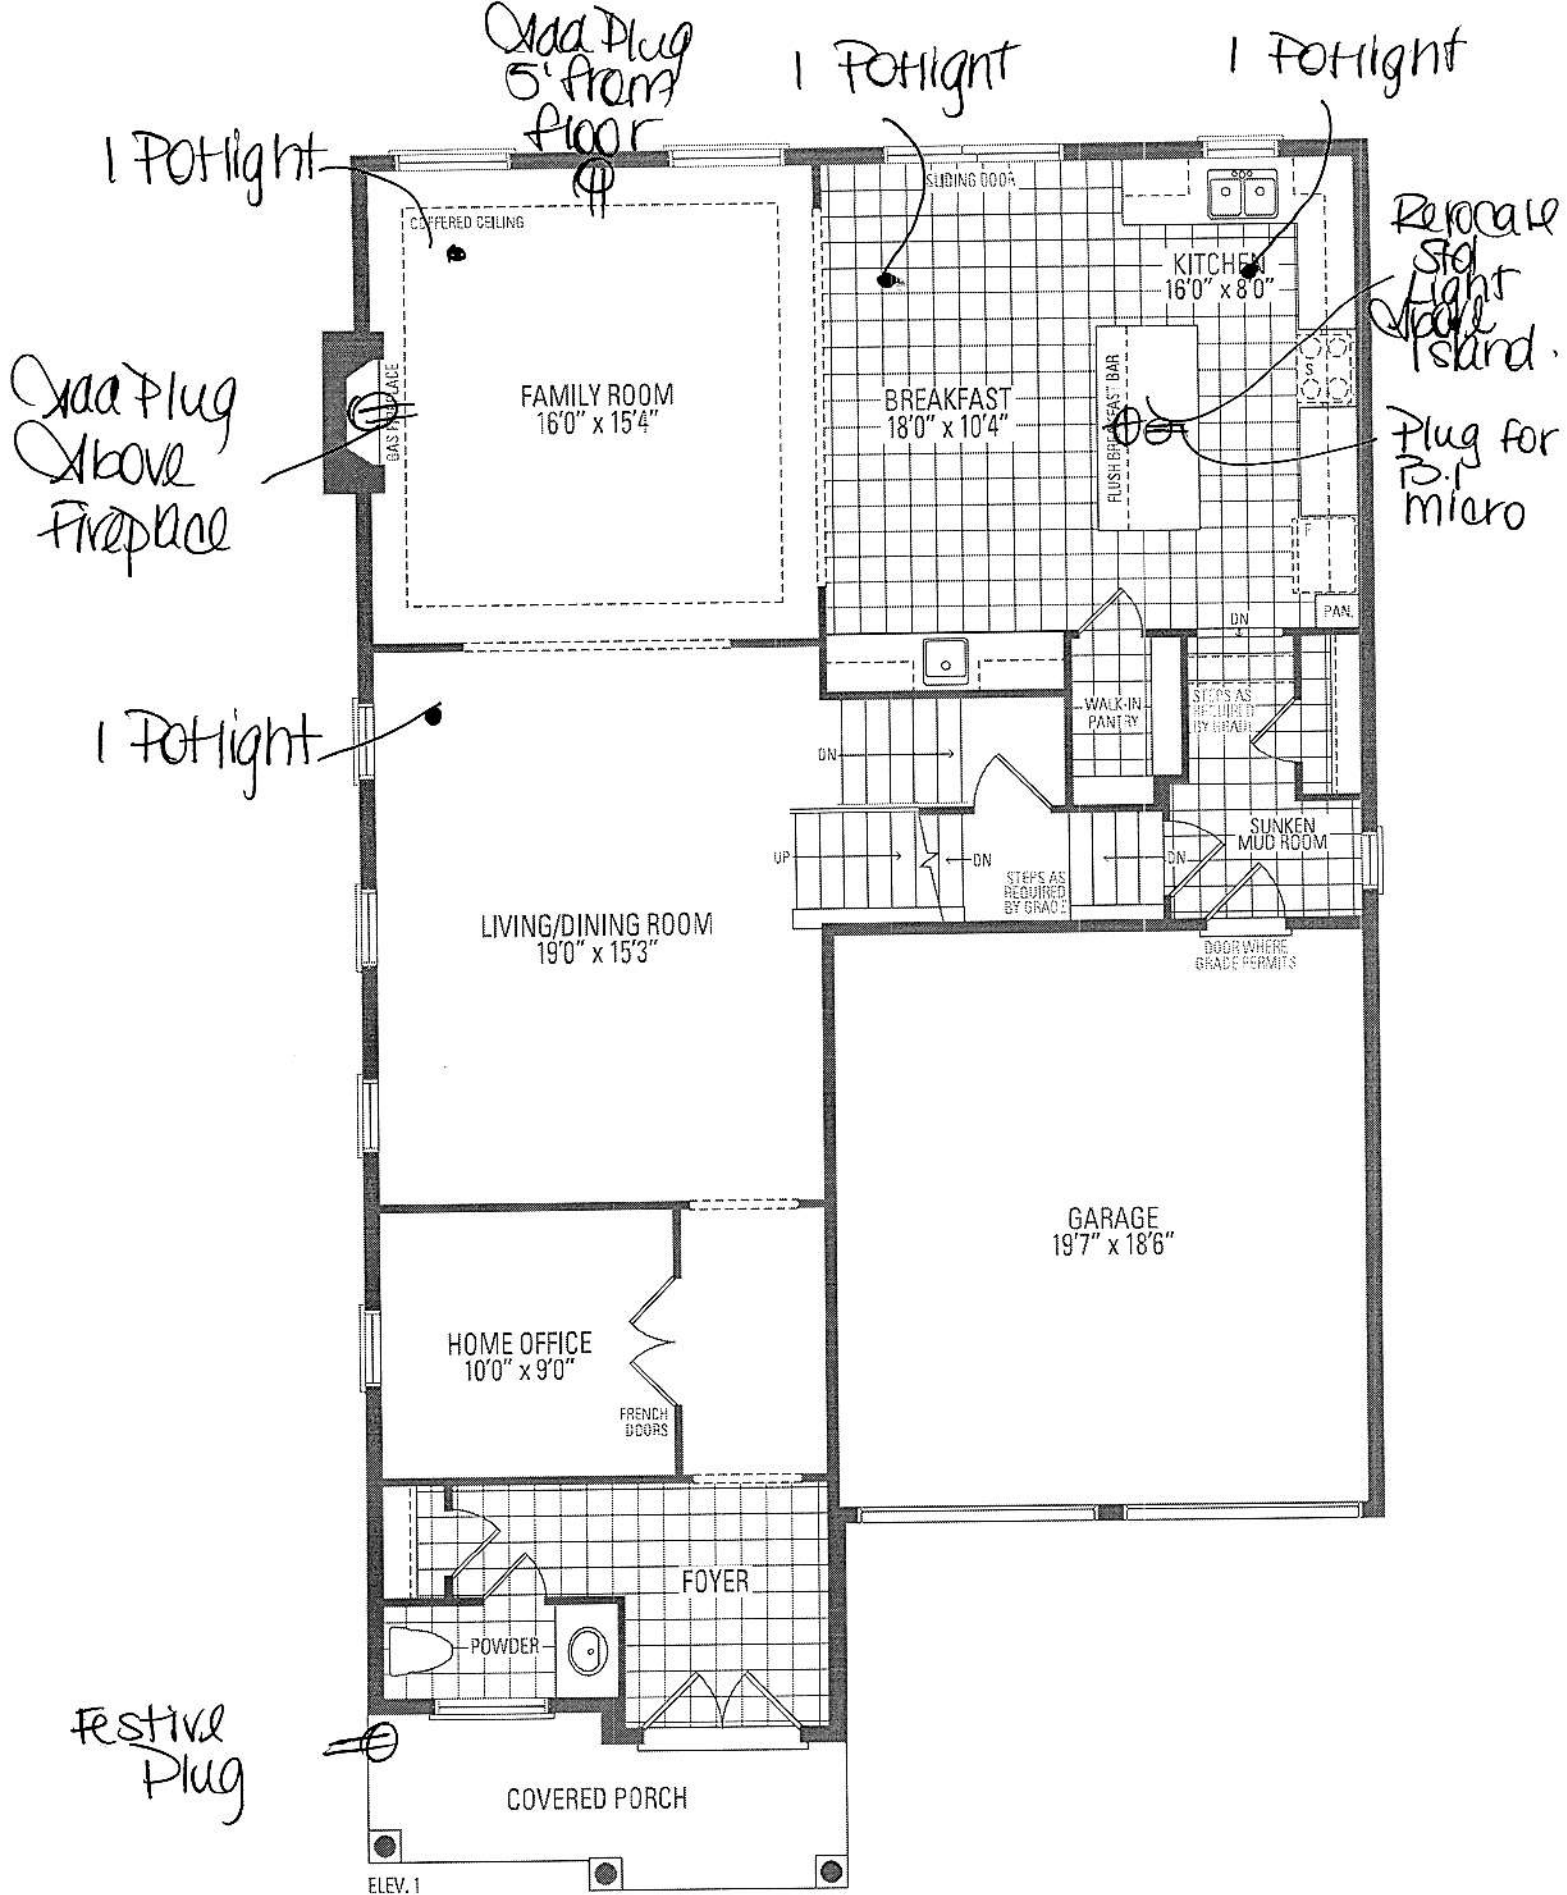 Add Plug
5' from
floor
1 Potlight
1 Potlight
1 Potlight
SLIDING DOOR
COFFERED CEILING
KITCHEN
16'0" x 8'0"
Relocate
Std
Light
Above
Island.
S
GAS FIREPLACE
FAMILY ROOM
16'0" x 15'4"
BREAKFAST
18'0" x 10'4"
FLUSH BREAKFAST BAR
Add Plug
Above
Fireplace
Plug for
B.I
micro
F
PAN.
DN
WALK-IN
PANTRY
STEPS AS
REQUIRED
BY GRADE
1 Potlight
DN
SUNKEN
MUD ROOM
UP
DN
DN
STEPS AS
REQUIRED
BY GRADE
LIVING/DINING ROOM
19'0" x 15'3"
DOOR WHERE
GRADE PERMITS
GARAGE
19'7" x 18'6"
HOME OFFICE
10'0" x 9'0"
FRENCH
DOORS
FOYER
POWDER
Festive
Plug
COVERED PORCH
ELEV. 1